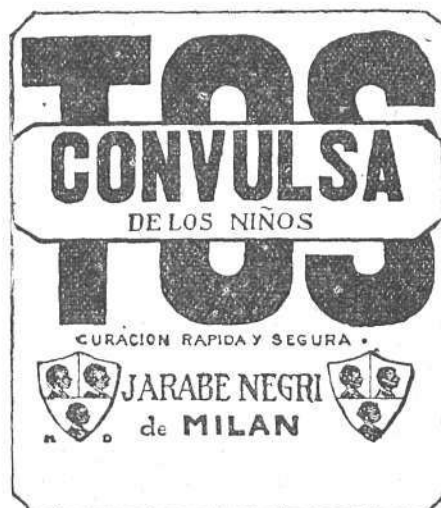 TOS
CONVULSA
DE LOS NIÑOS
CURACION RAPIDA Y SEGURA.
JARABE NEGRI
de MILAN
M D